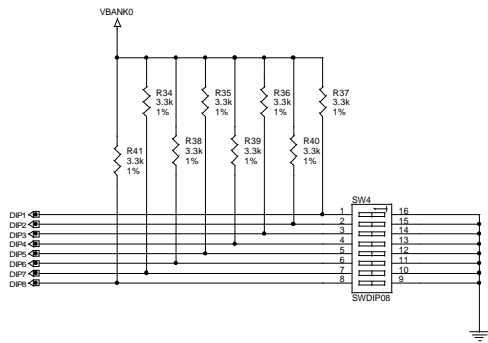 VBANK0
R34
3.3k
1%
R35
3.3k
1%
R36
3.3k
1%
R37
3.3k
1%
R41
3.3k
1%
R38
3.3k
1%
R39
3.3k
1%
R40
3.3k
1%
SW4
DIP1 1 16
DIP2 2 15
DIP3 3 14
DIP4 4 13
DIP5 5 12
DIP6 6 11
DIP7 7 10
DIP8 8 9
SWDIP08